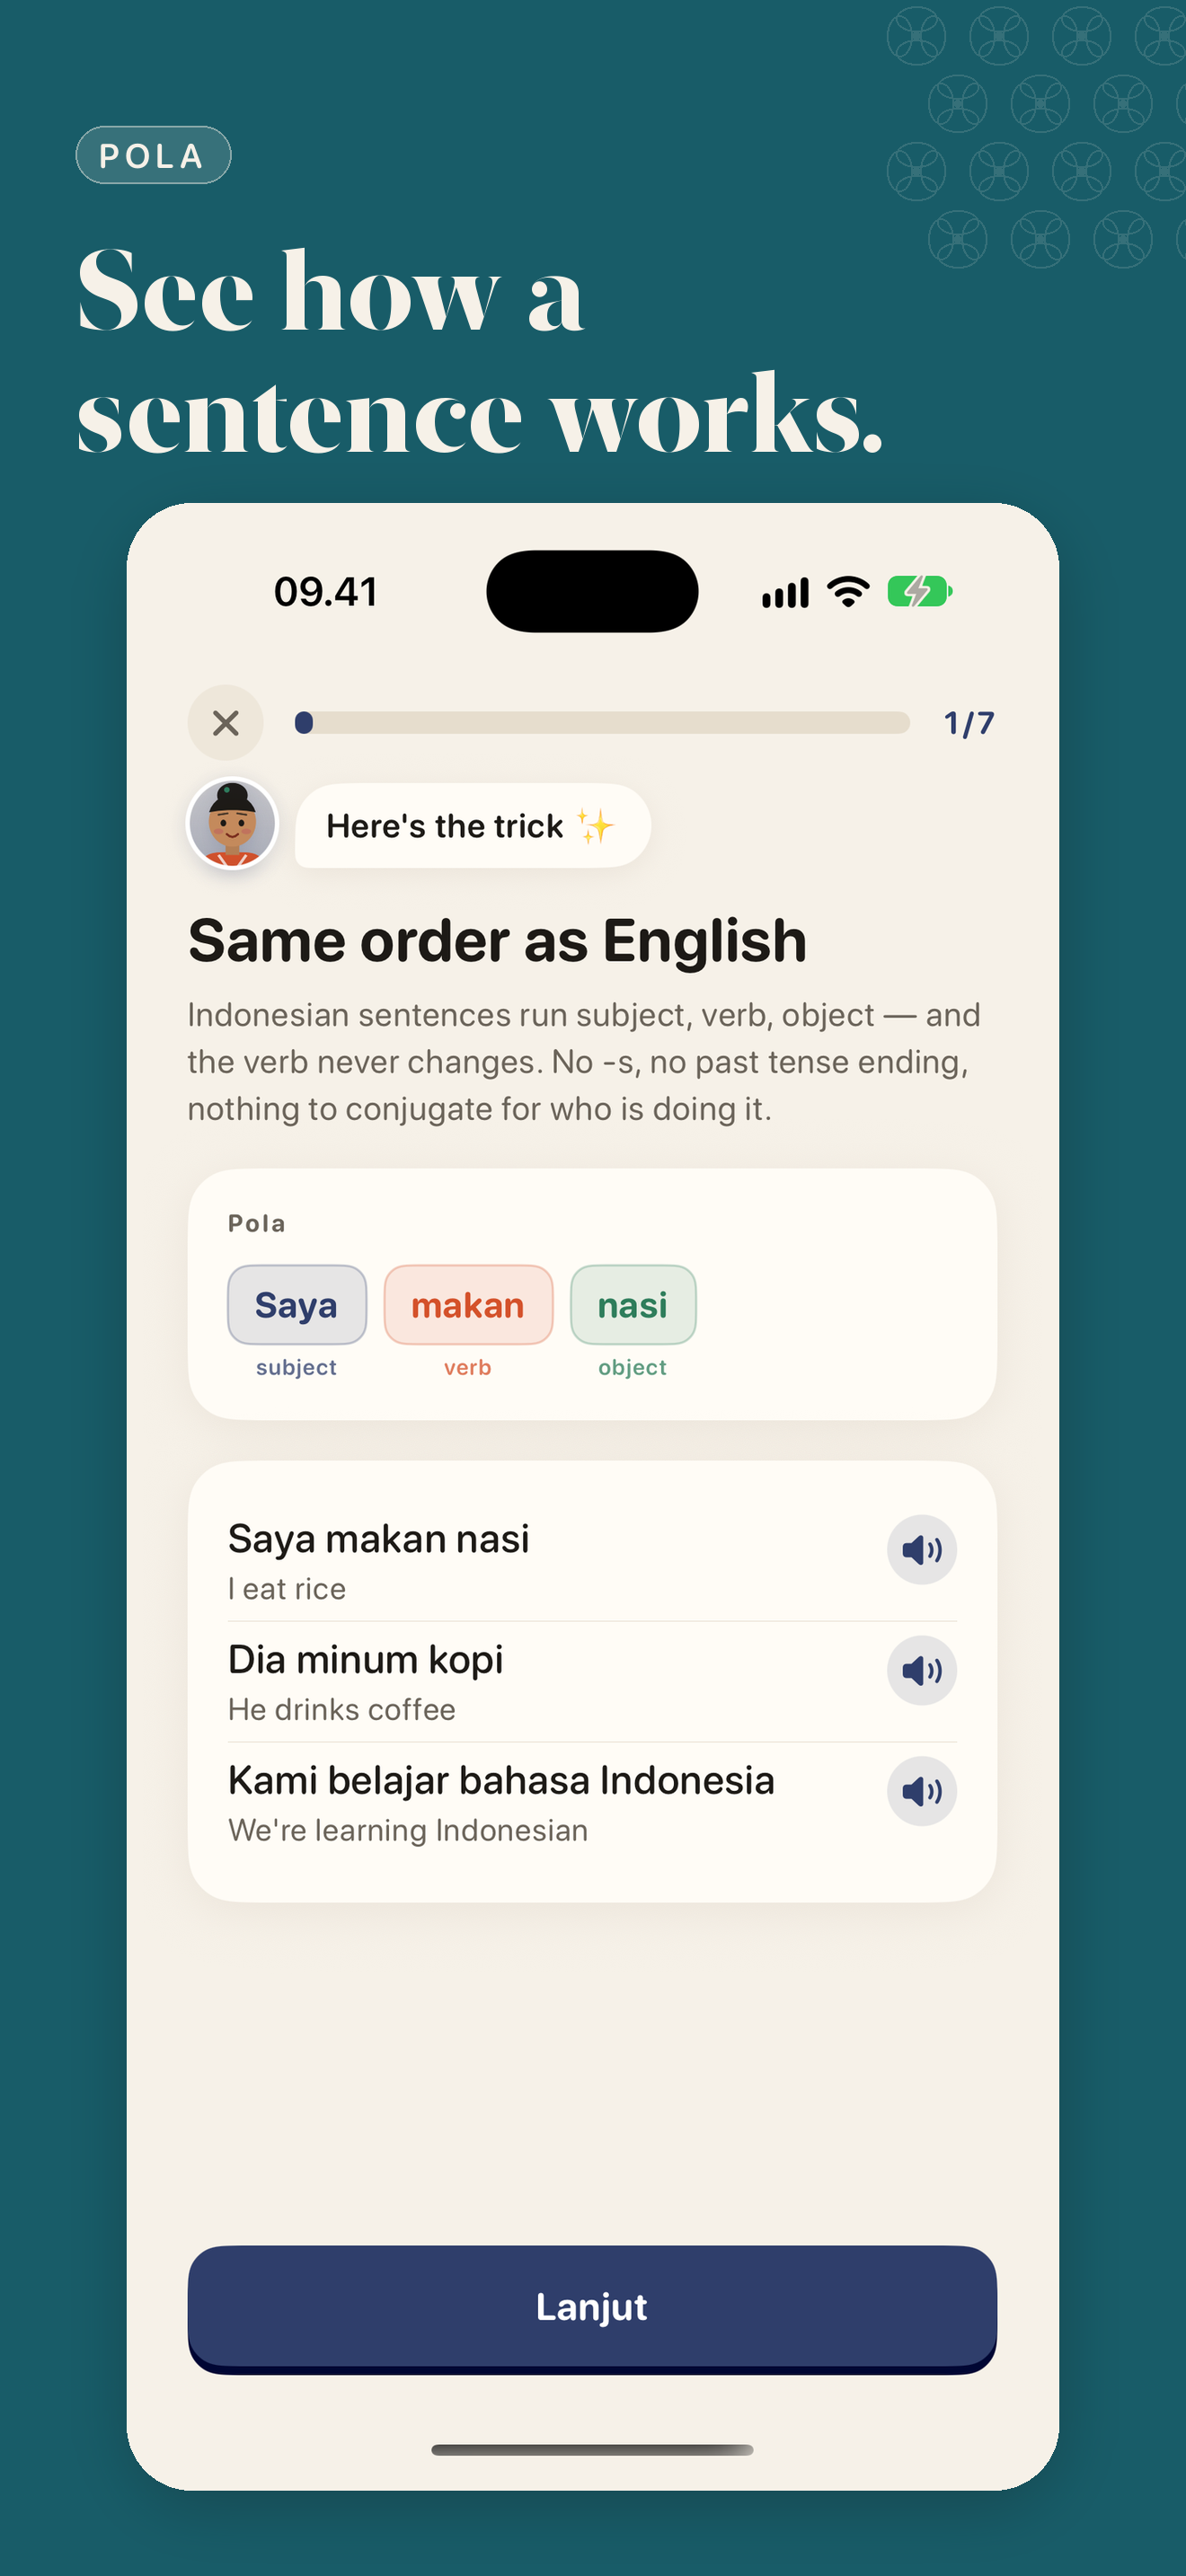 POLA
See how a
sentence works.
09.41
1/7
Here's the trick ✨
Same order as English
Indonesian sentences run subject, verb, object — and
the verb never changes. No -s, no past tense ending,
nothing to conjugate for who is doing it.
Pola
Saya makan nasi
subject verb object
Saya makan nasi
I eat rice
Dia minum kopi
He drinks coffee
Kami belajar bahasa Indonesia
We're learning Indonesian
Lanjut